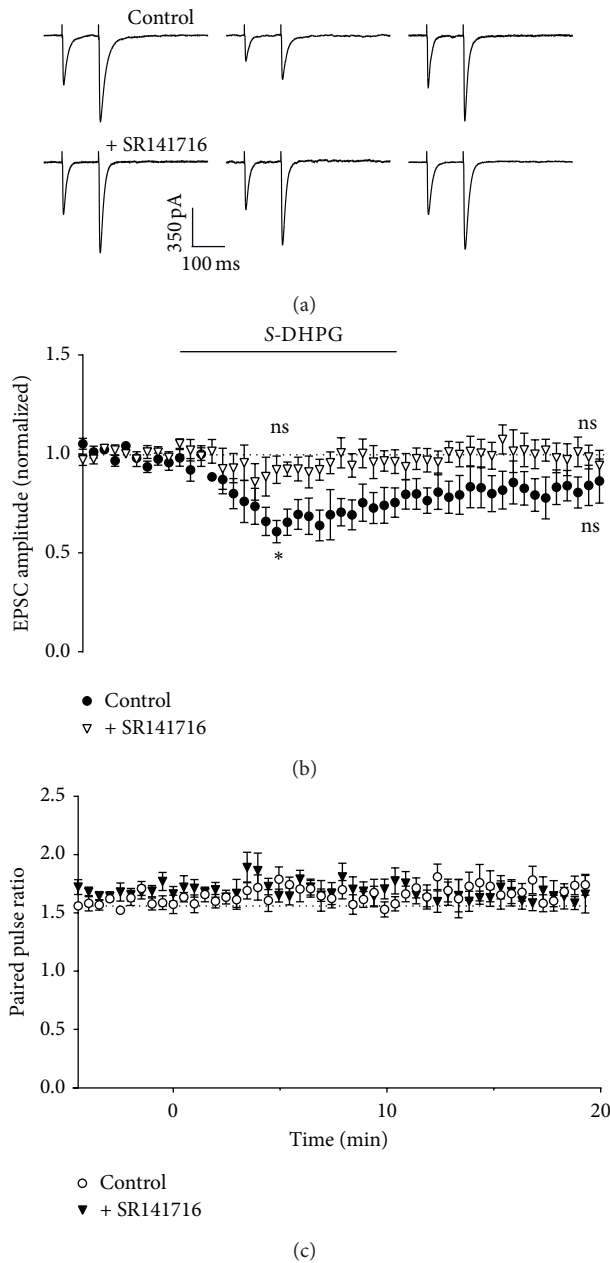 Control
+ SR141716
350 pA
100 ms
(a)
S-DHPG
1.5
1.0
0.5
0.0
EPSC amplitude (normalized)
ns
ns
*
ns
Control
+ SR141716
(b)
2.5
2.0
1.5
1.0
0.5
0.0
Paired pulse ratio
0
10
20
Time (min)
Control
+ SR141716
(c)